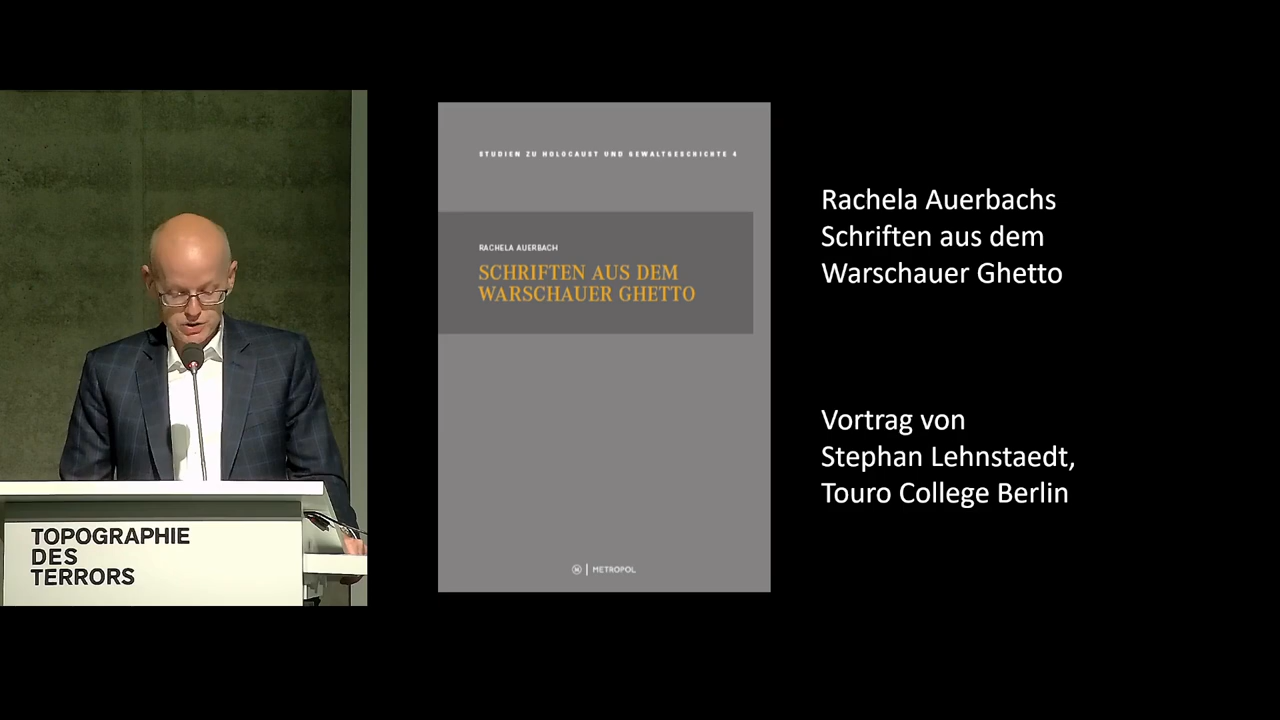 TOPOGRAPHIE
DES
TERRORS
STUDIEN ZU HOLOCAUST UND GEWALTGESCHICHTE 4
RACHELA AUERBACH
SCHRIFTEN AUS DEM
WARSCHAUER GHETTO
METROPOL
Rachela Auerbachs
Schriften aus dem
Warschauer Ghetto
Vortrag von
Stephan Lehnstaedt,
Touro College Berlin